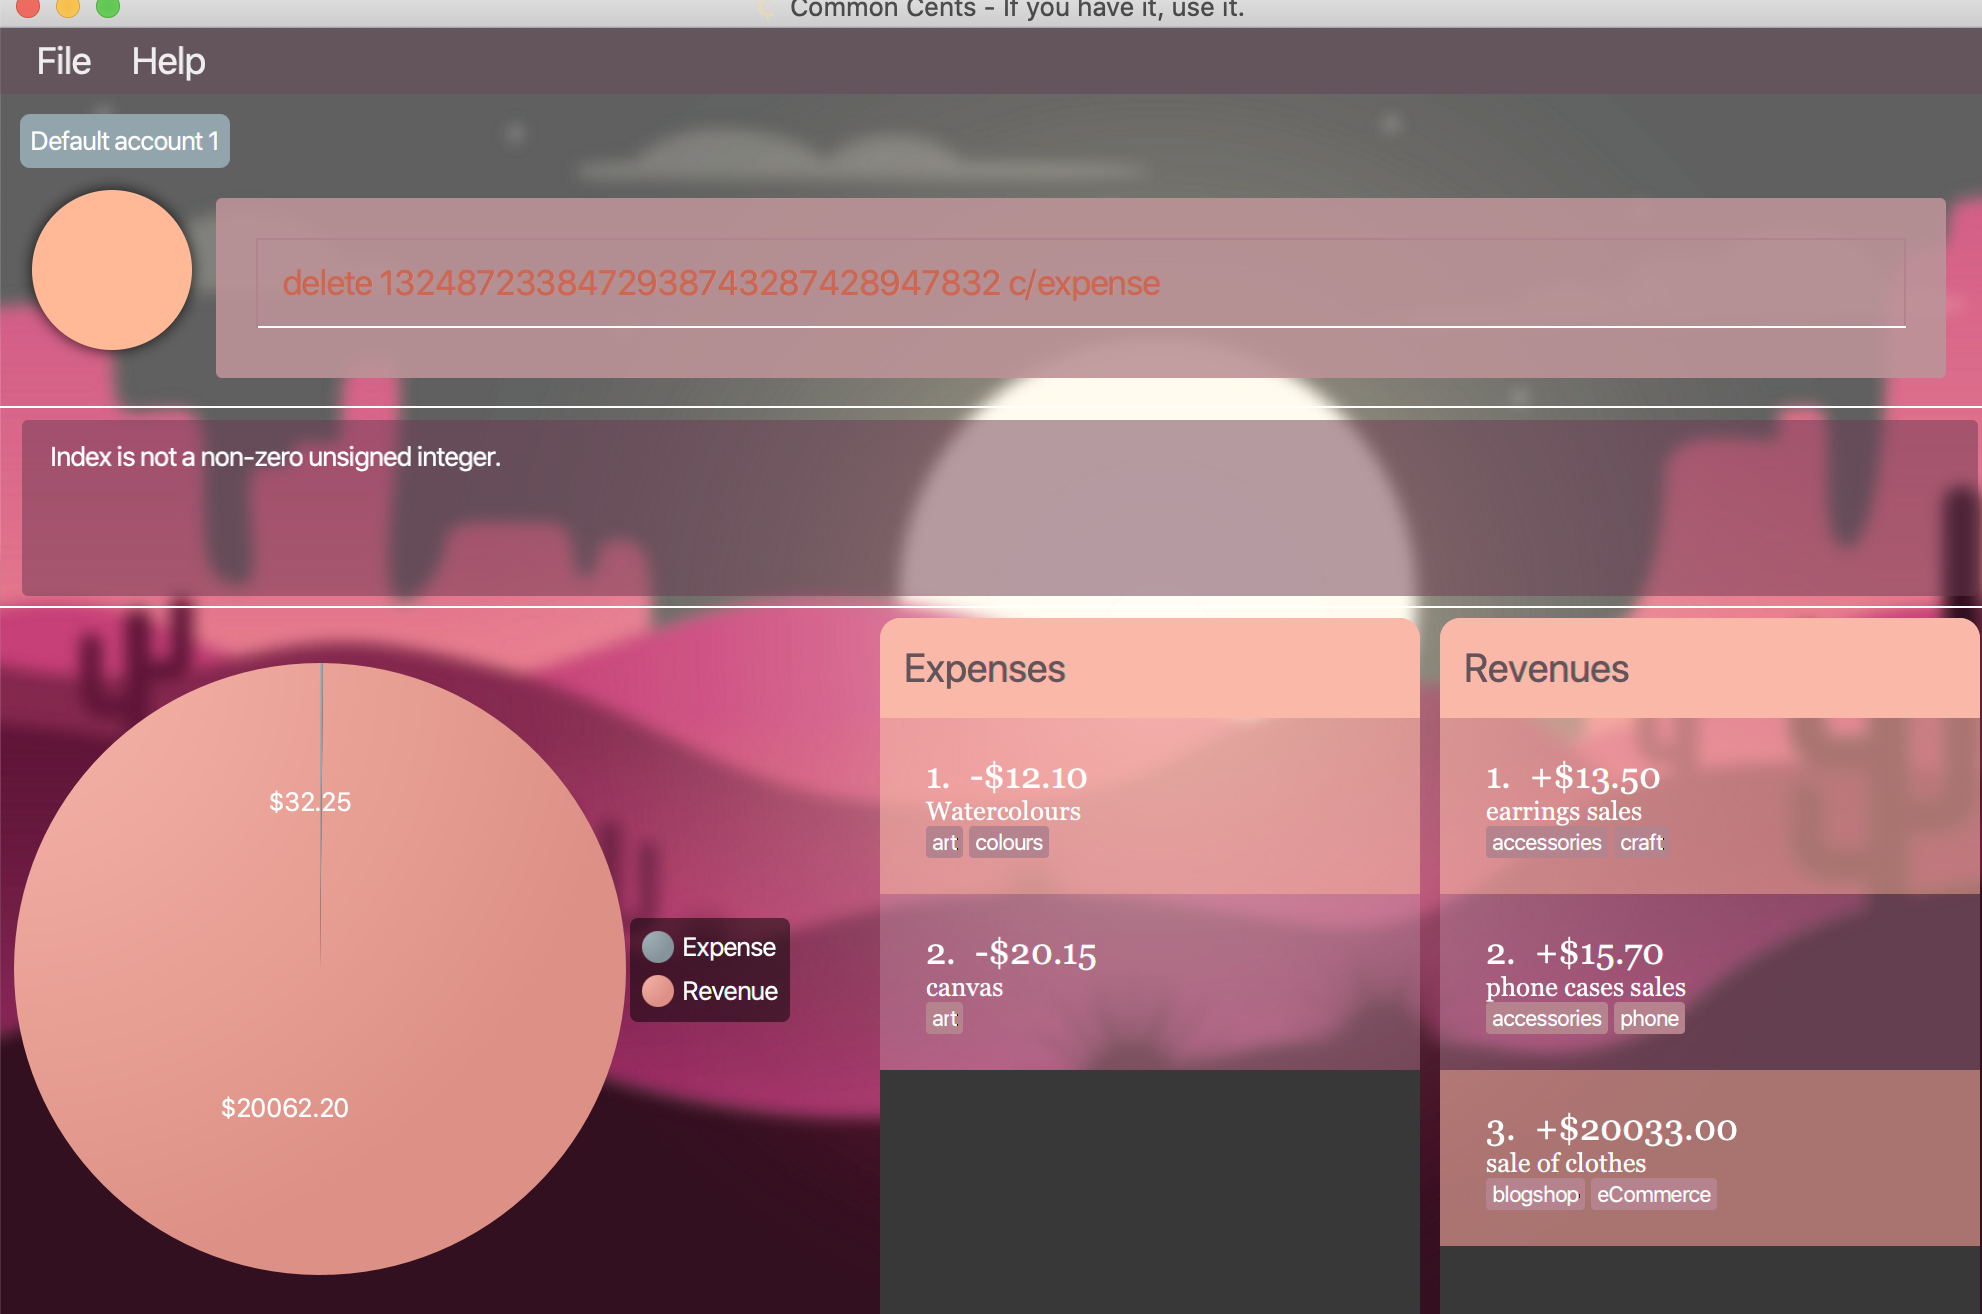 Common Cents - If you have it, use it.
File Help
Default account 1
delete 1324872338472938743287428947832 c/expense
Index is not a non-zero unsigned integer.
$32.25
$20062.20
Expense
Revenue
Expenses
1. -$12.10
Watercolours
art colours
2. -$20.15
canvas
art
Revenues
1. +$13.50
earrings sales
accessories craft
2. +$15.70
phone cases sales
accessories phone
3. +$20033.00
sale of clothes
blogshop eCommerce